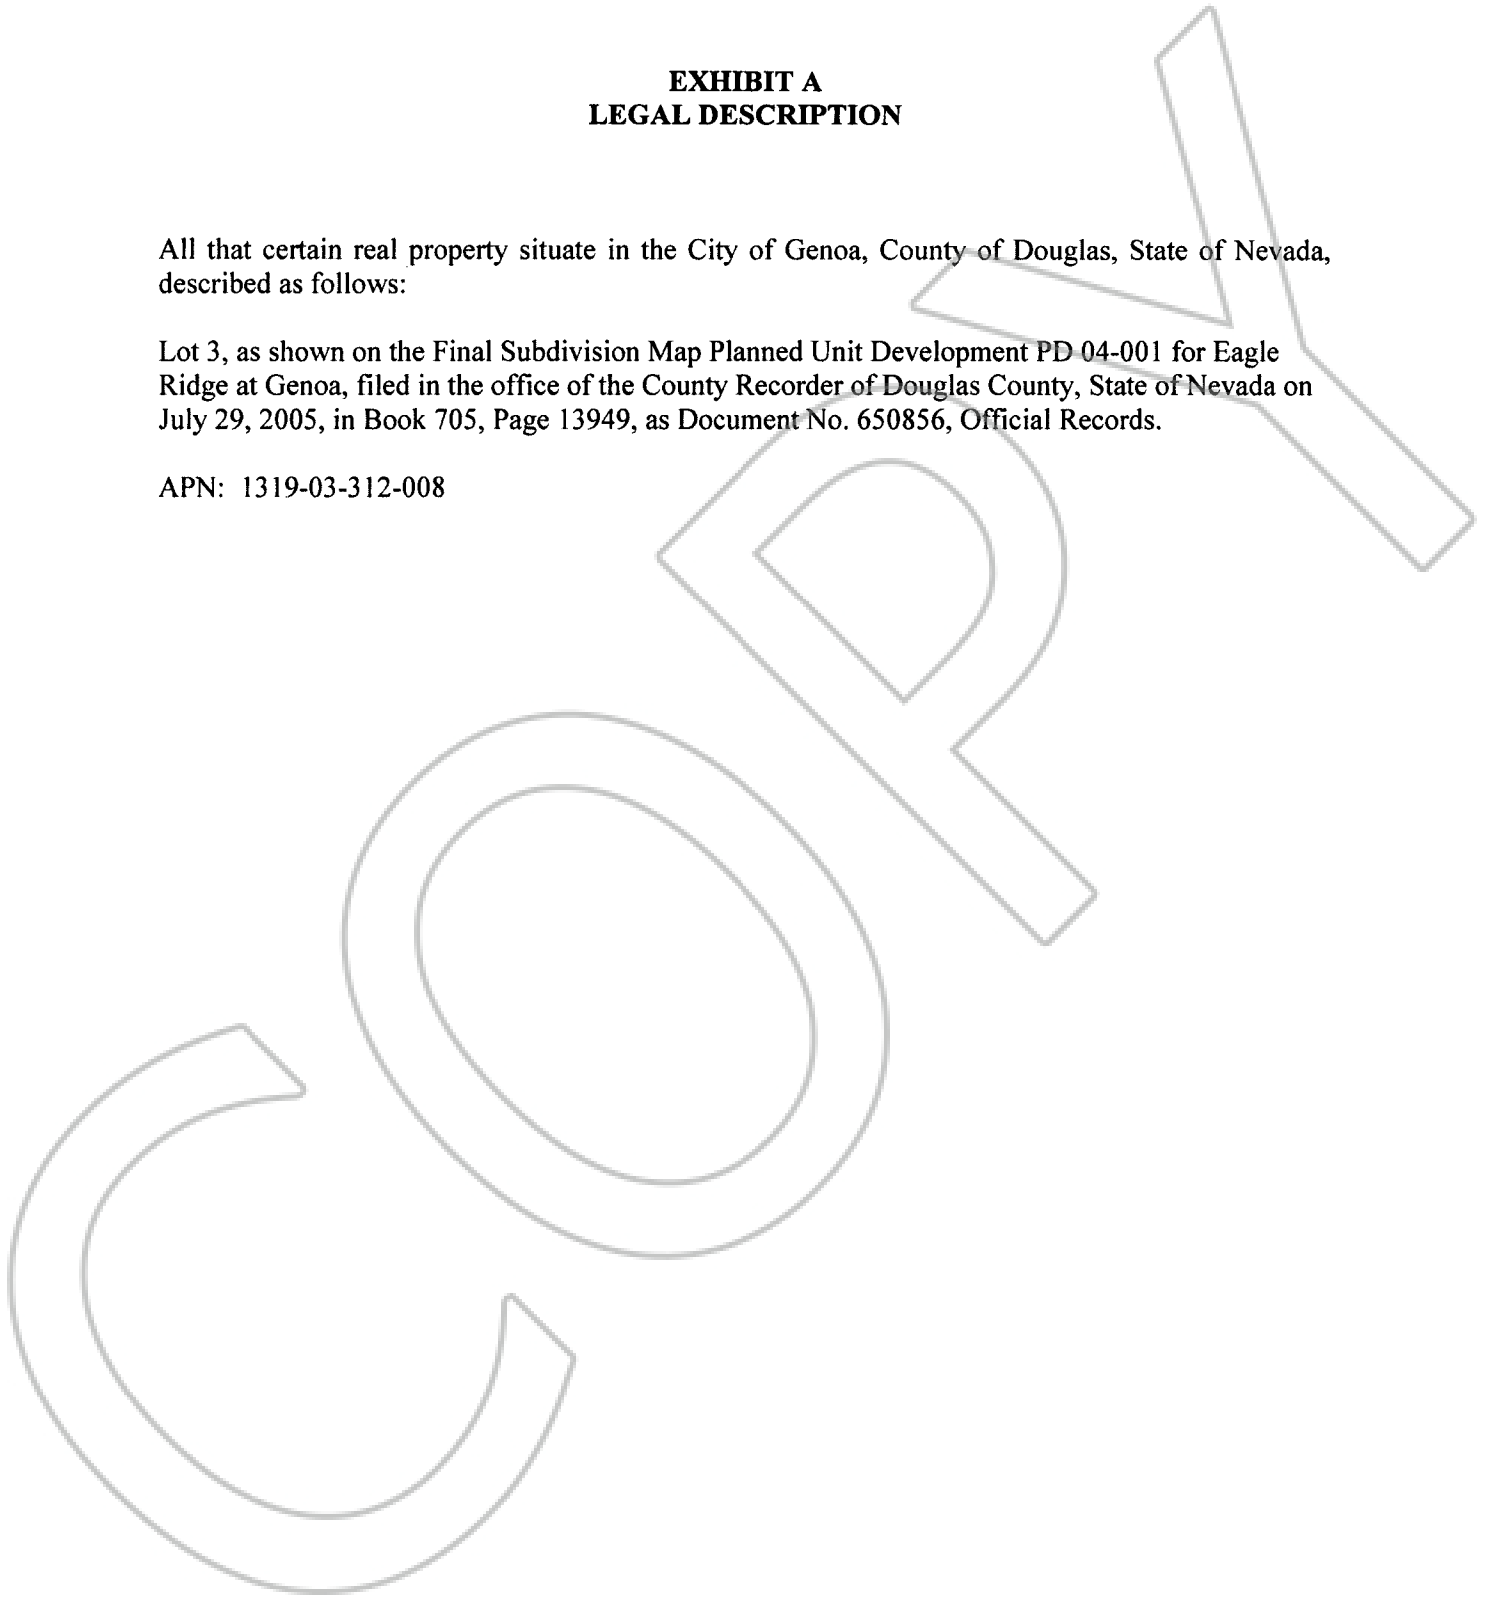 EXHIBIT A
LEGAL DESCRIPTION
All that certain real property situate in the City of Genoa, County of Douglas, State of Nevada,
described as follows:
Lot 3, as shown on the Final Subdivision Map Planned Unit Development PD 04-001 for Eagle
Ridge at Genoa, filed in the office of the County Recorder of Douglas County, State of Nevada on
July 29, 2005, in Book 705, Page 13949, as Document No. 650856, Official Records.
APN: 1319-03-312-008
COPY